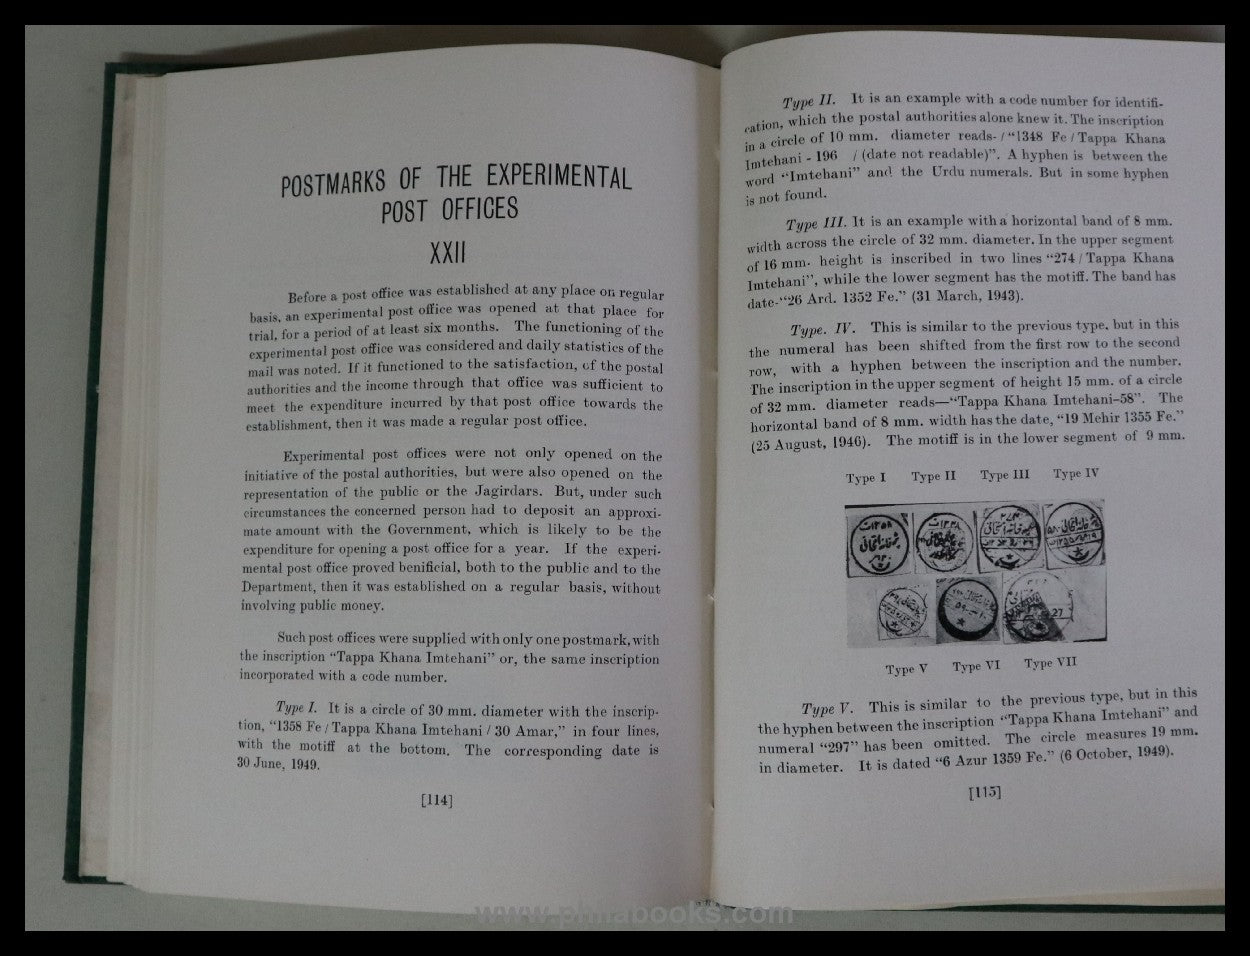 POSTMARKS OF THE EXPERIMENTAL
POST OFFICES
XXII
Before a post office was established at any place on regular
basis, an experimental post office was opened at that place for
trial, for a period of at least six months. The functioning of the
experimental post office was considered and daily statistics of the
mail was noted. If it functioned to the satisfaction, of the postal
authorities and the income through that office was sufficient to
meet the expenditure incurred by that post office towards the
establishment, then it was made a regular post office.
Experimental post offices were not only opened on the
initiative of the postal authorities, but were also opened on the
representation of the public or the Jagirdars. But, under such
circumstances the concerned person had to deposit an approxi-
mate amount with the Government, which is likely to be the
expenditure for opening a post office for a year. If the experi-
mental post office proved benificial, both to the public and to the
Department, then it was established on a regular basis, without
involving public money.
Such post offices were supplied with only one postmark, with
the inscription "Tappa Khana Imtehani" or, the same inscription
incorporated with a code number.
Type I. It is a circle of 30 mm. diameter with the inscrip-
tion, "1358 Fe / Tappa Khana Imtehani / 30 Amar," in four lines,
with the motiff at the bottom. The corresponding date is
30 June, 1949.
[114]
Type II. It is an example with a code number for identifi-
cation, which the postal authorities alone knew it. The inscription
in a circle of 10 mm. diameter reads- / "1348 Fe / Tappa Khana
Imtehani - 196 / (date not readable)". A hyphen is between the
word "Imtehani" and the Urdu numerals. But in some hyphen
is not found.
Type III. It is an example with a horizontal band of 8 mm.
width across the circle of 32 mm. diameter. In the upper segment
of 16 mm. height is inscribed in two lines "274 / Tappa Khana
Imtehani", while the lower segment has the motiff. The band has
date-"26 Ard. 1352 Fe." (31 March, 1943).
Type. IV. This is similar to the previous type, but in this
the numeral has been shifted from the first row to the second
row, with a hyphen between the inscription and the number.
The inscription in the upper segment of height 15 mm. of a circle
of 32 mm. diameter reads—"Tappa Khana Imtehani–58". The
horizontal band of 8 mm. width has the date, "19 Mehir 1355 Fe."
(25 August, 1946). The motiff is in the lower segment of 9 mm.
Type I Type II Type III Type IV
27
Type V Type VI Type VII
Type V. This is similar to the previous type, but in this
the hyphen between the inscription "Tappa Khana Imtehani" and
numeral "297" has been omitted. The circle measures 19 mm.
in diameter. It is dated "6 Azur 1359 Fe." (6 October, 1949).
[115]
www.philabooks.com